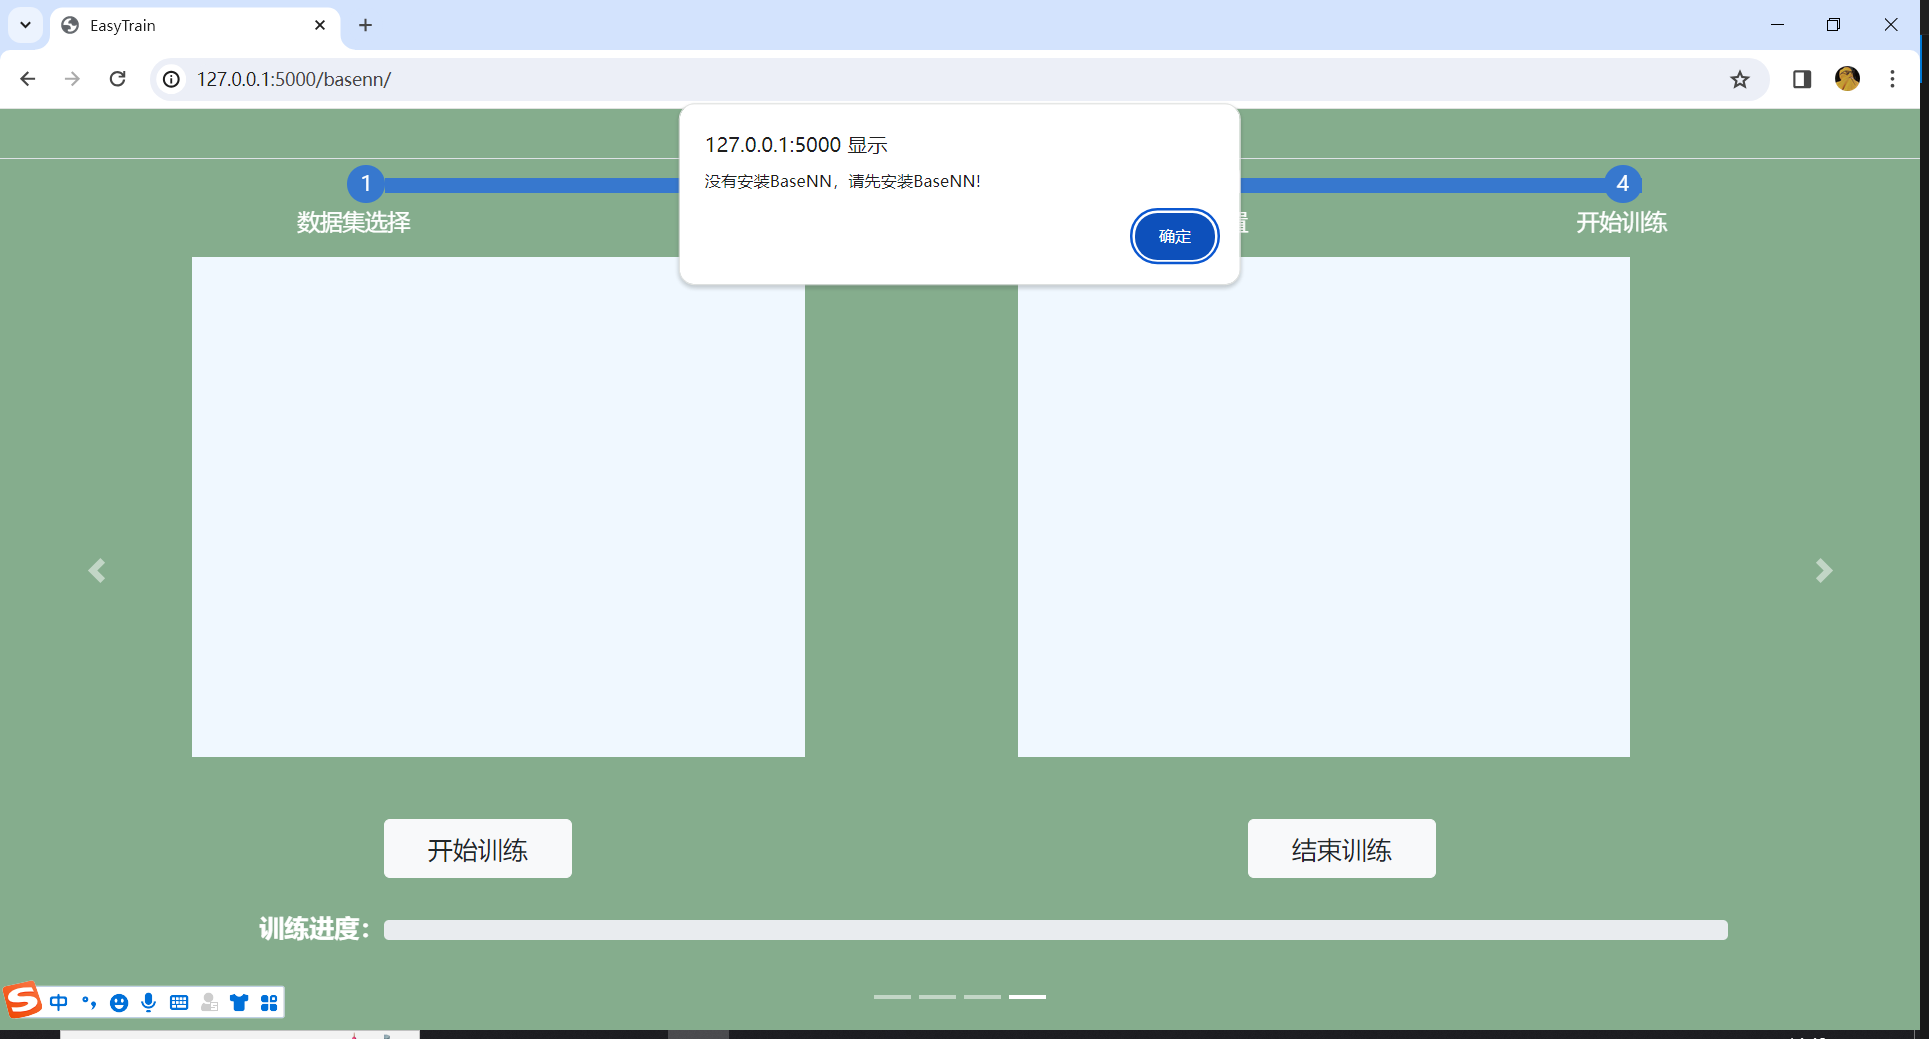 EasyTrain
127.0.0.1:5000/basenn/
127.0.0.1:5000 显示
没有安装BaseNN，请先安装BaseNN!
确定
1
4
数据集选择
置
开始训练
开始训练
结束训练
训练进度：
中